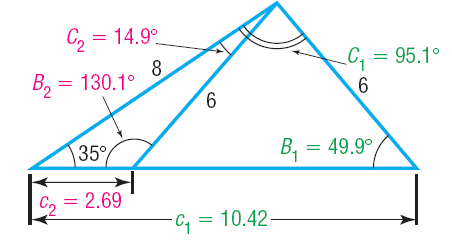 C₂ = 14.9°
C₁ = 95.1°
8
B₂ = 130.1°
6
6
35°
B₁ = 49.9°
c₂ = 2.69
c₁ = 10.42